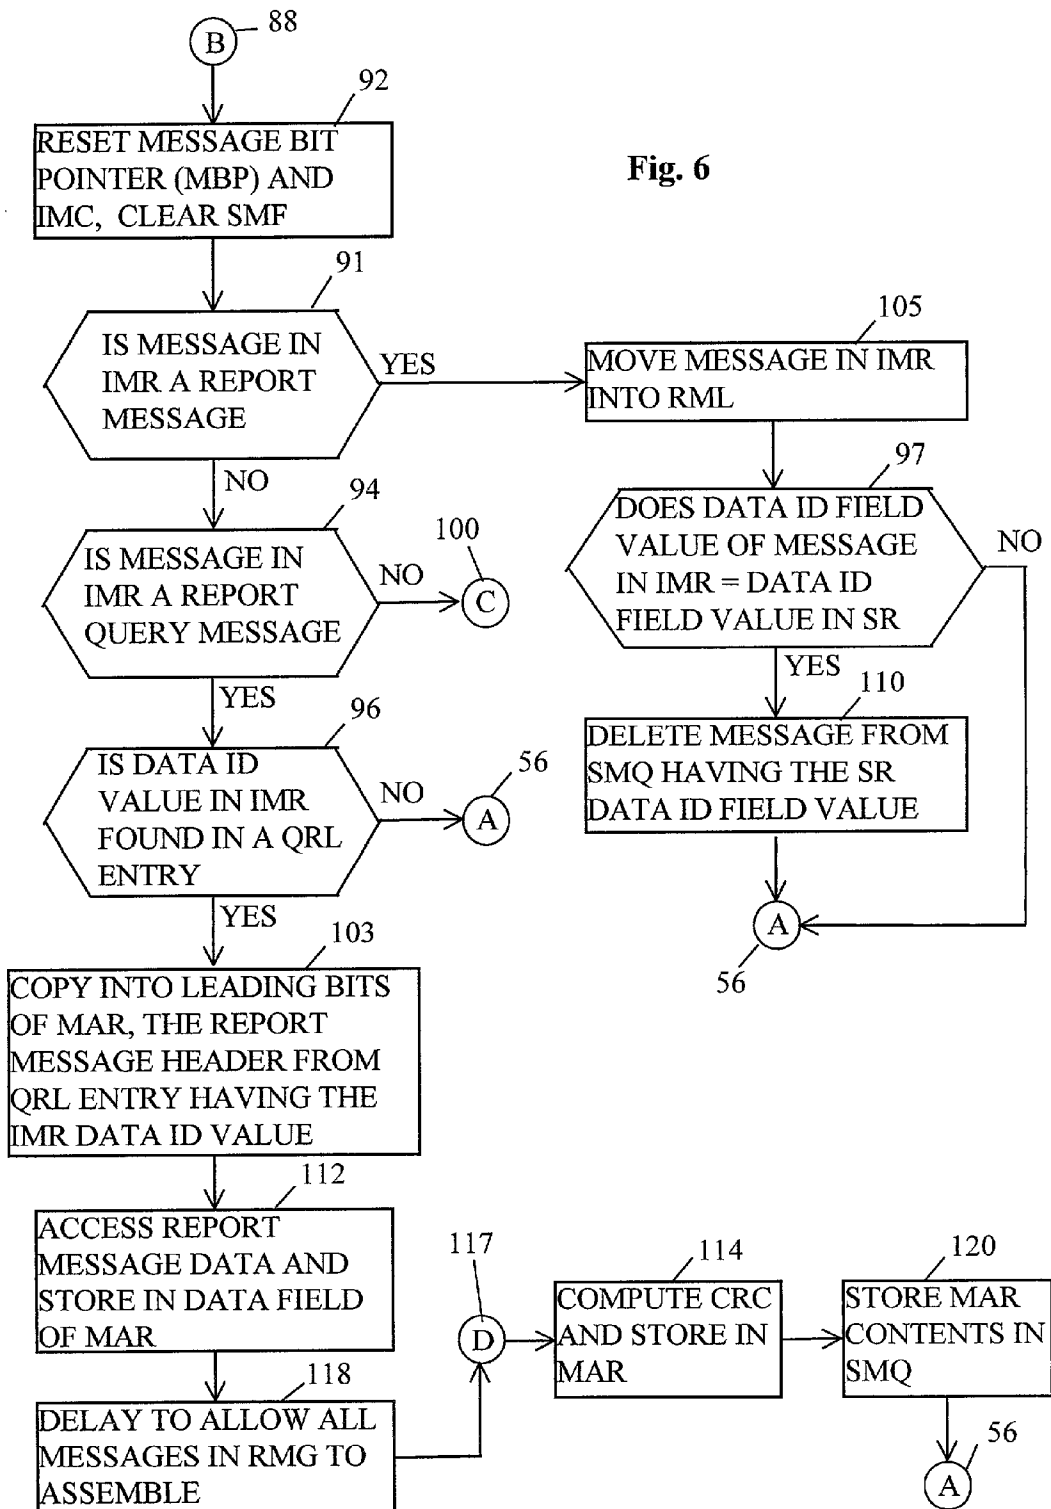 B
88
92
RESET MESSAGE BIT
POINTER (MBP) AND
IMC, CLEAR SMF
Fig. 6
91
IS MESSAGE IN
IMR A REPORT
MESSAGE
YES
NO
105
MOVE MESSAGE IN IMR
INTO RML
97
DOES DATA ID FIELD
VALUE OF MESSAGE
IN IMR = DATA ID
FIELD VALUE IN SR
NO
YES
94
IS MESSAGE IN
IMR A REPORT
QUERY MESSAGE
NO
100
C
YES
110
DELETE MESSAGE FROM
SMQ HAVING THE SR
DATA ID FIELD VALUE
A
56
96
IS DATA ID
VALUE IN IMR
FOUND IN A QRL
ENTRY
NO
56
A
YES
103
COPY INTO LEADING BITS
OF MAR, THE REPORT
MESSAGE HEADER FROM
QRL ENTRY HAVING THE
IMR DATA ID VALUE
112
ACCESS REPORT
MESSAGE DATA AND
STORE IN DATA FIELD
OF MAR
118
DELAY TO ALLOW ALL
MESSAGES IN RMG TO
ASSEMBLE
117
D
114
COMPUTE CRC
AND STORE IN
MAR
120
STORE MAR
CONTENTS IN
SMQ
56
A